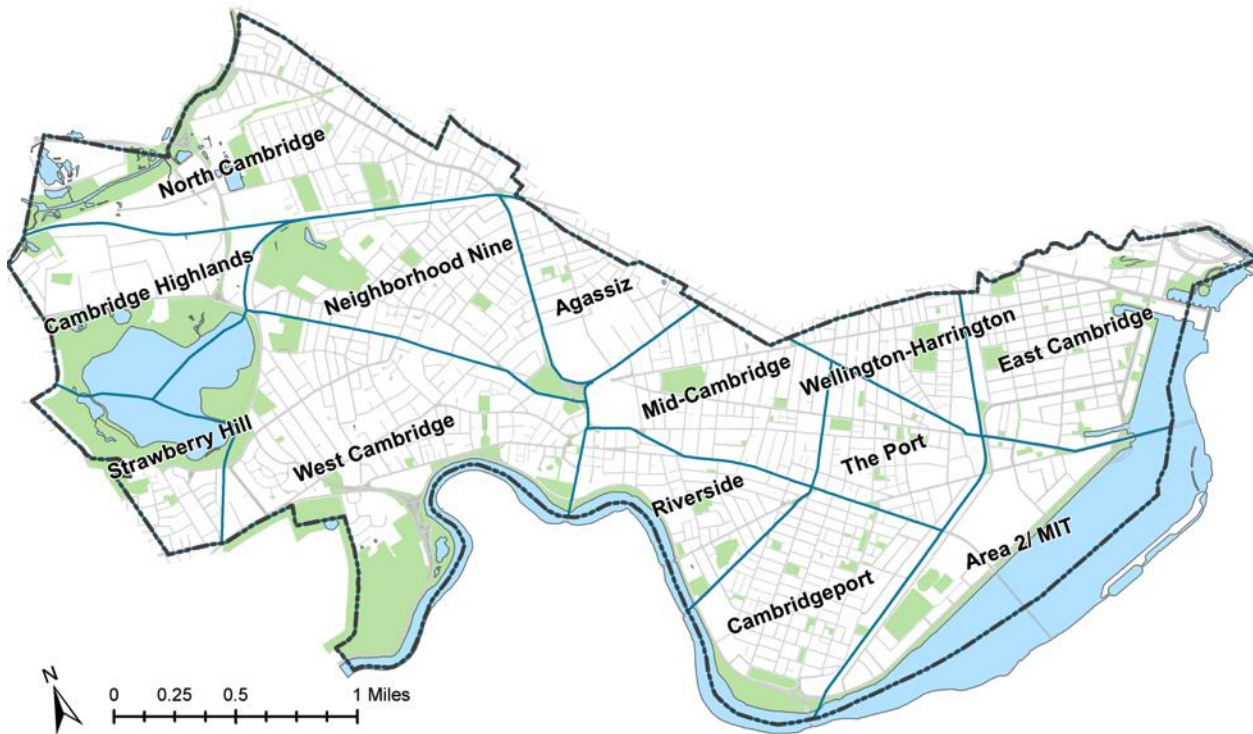 North Cambridge
Cambridge Highlands
Neighborhood Nine
Agassiz
Strawberry Hill
West Cambridge
Mid-Cambridge
Wellington-Harrington
East Cambridge
The Port
Riverside
Cambridgeport
Area 2/ MIT
N
0 0.25 0.5 1 Miles